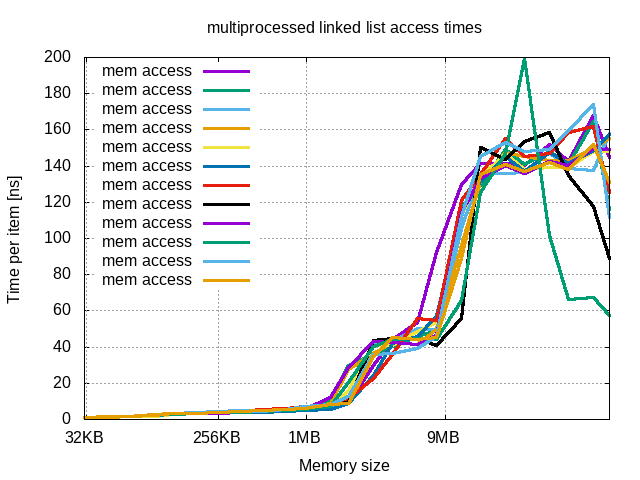 multiprocessed linked list access times
200
180
160
140
120
100
80
60
40
20
0
Time per item [ns]
mem access
mem access
mem access
mem access
mem access
mem access
mem access
mem access
mem access
mem access
mem access
mem access
32KB
256KB
1MB
9MB
Memory size